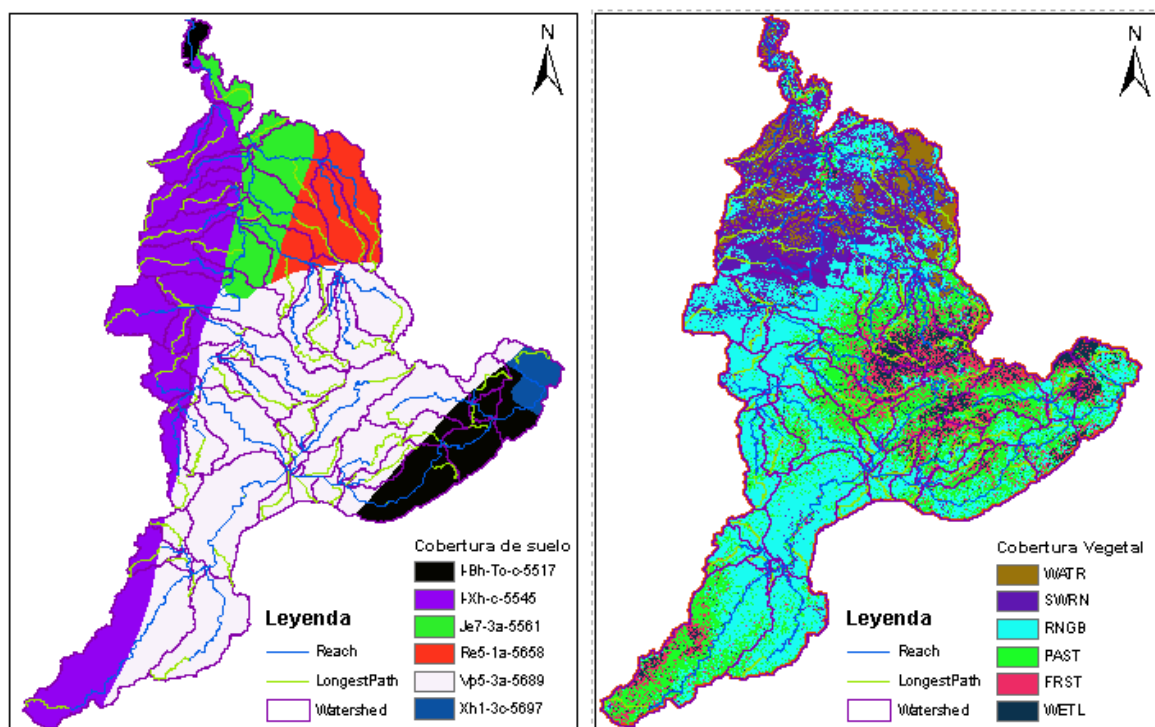 N
Cobertura de suelo
I-Bh-To-c-5517
I-Xh-c-5545
Je7-3a-5561
Re5-1a-5658
Vp5-3a-5689
Xh1-3c-5697
Leyenda
Reach
LongestPath
Watershed
N
Cobertura Vegetal
WATR
SWRN
RNGB
PAST
FRST
WETL
Leyenda
Reach
LongestPath
Watershed